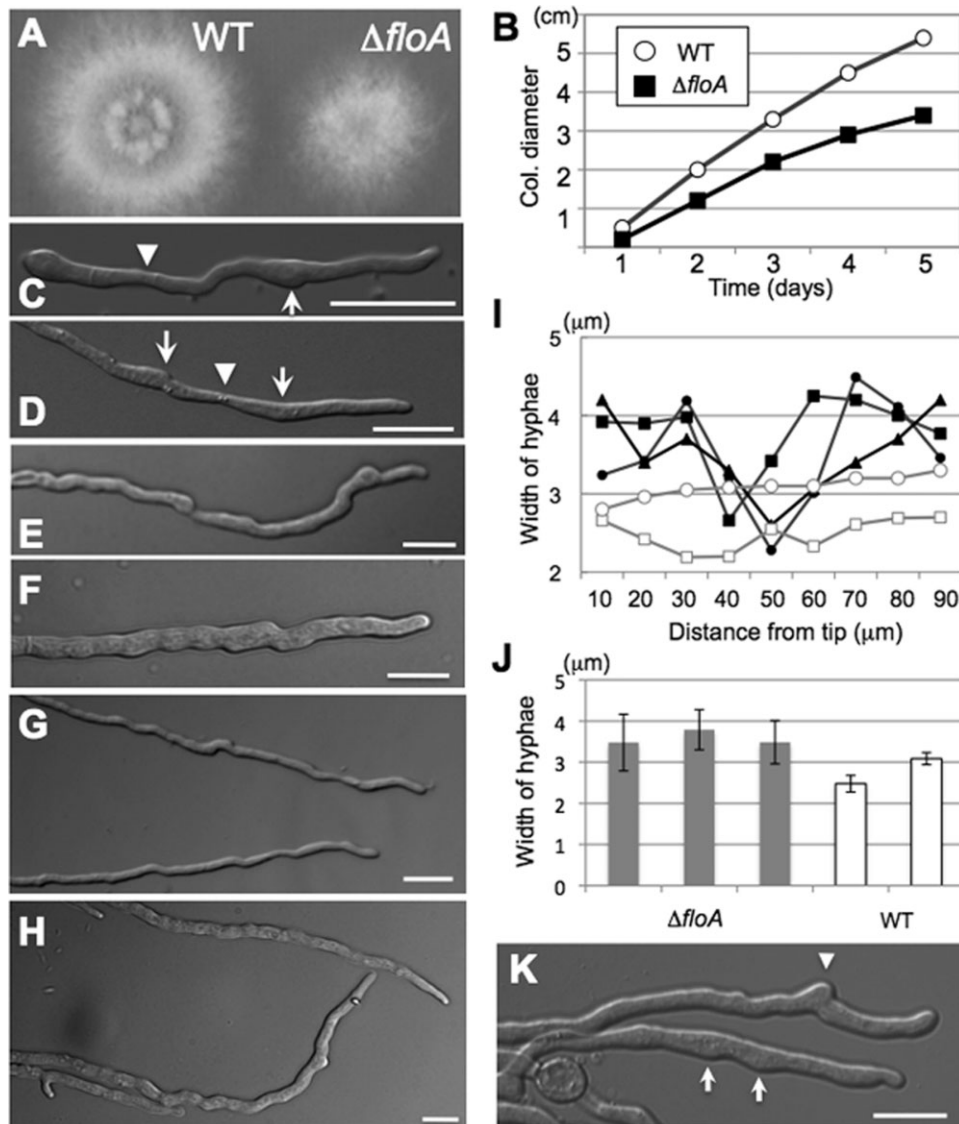 A WT ΔfloA
B (cm)
WT
ΔfloA
5
4
3
2
1
Col. diameter
1 2 3 4 5
Time (days)
C
D
E
F
G
H
I (μm)
5
4
3
2
Width of hyphae
10 20 30 40 50 60 70 80 90
Distance from tip (μm)
J (μm)
5
4
3
2
1
0
Width of hyphae
ΔfloA WT
K